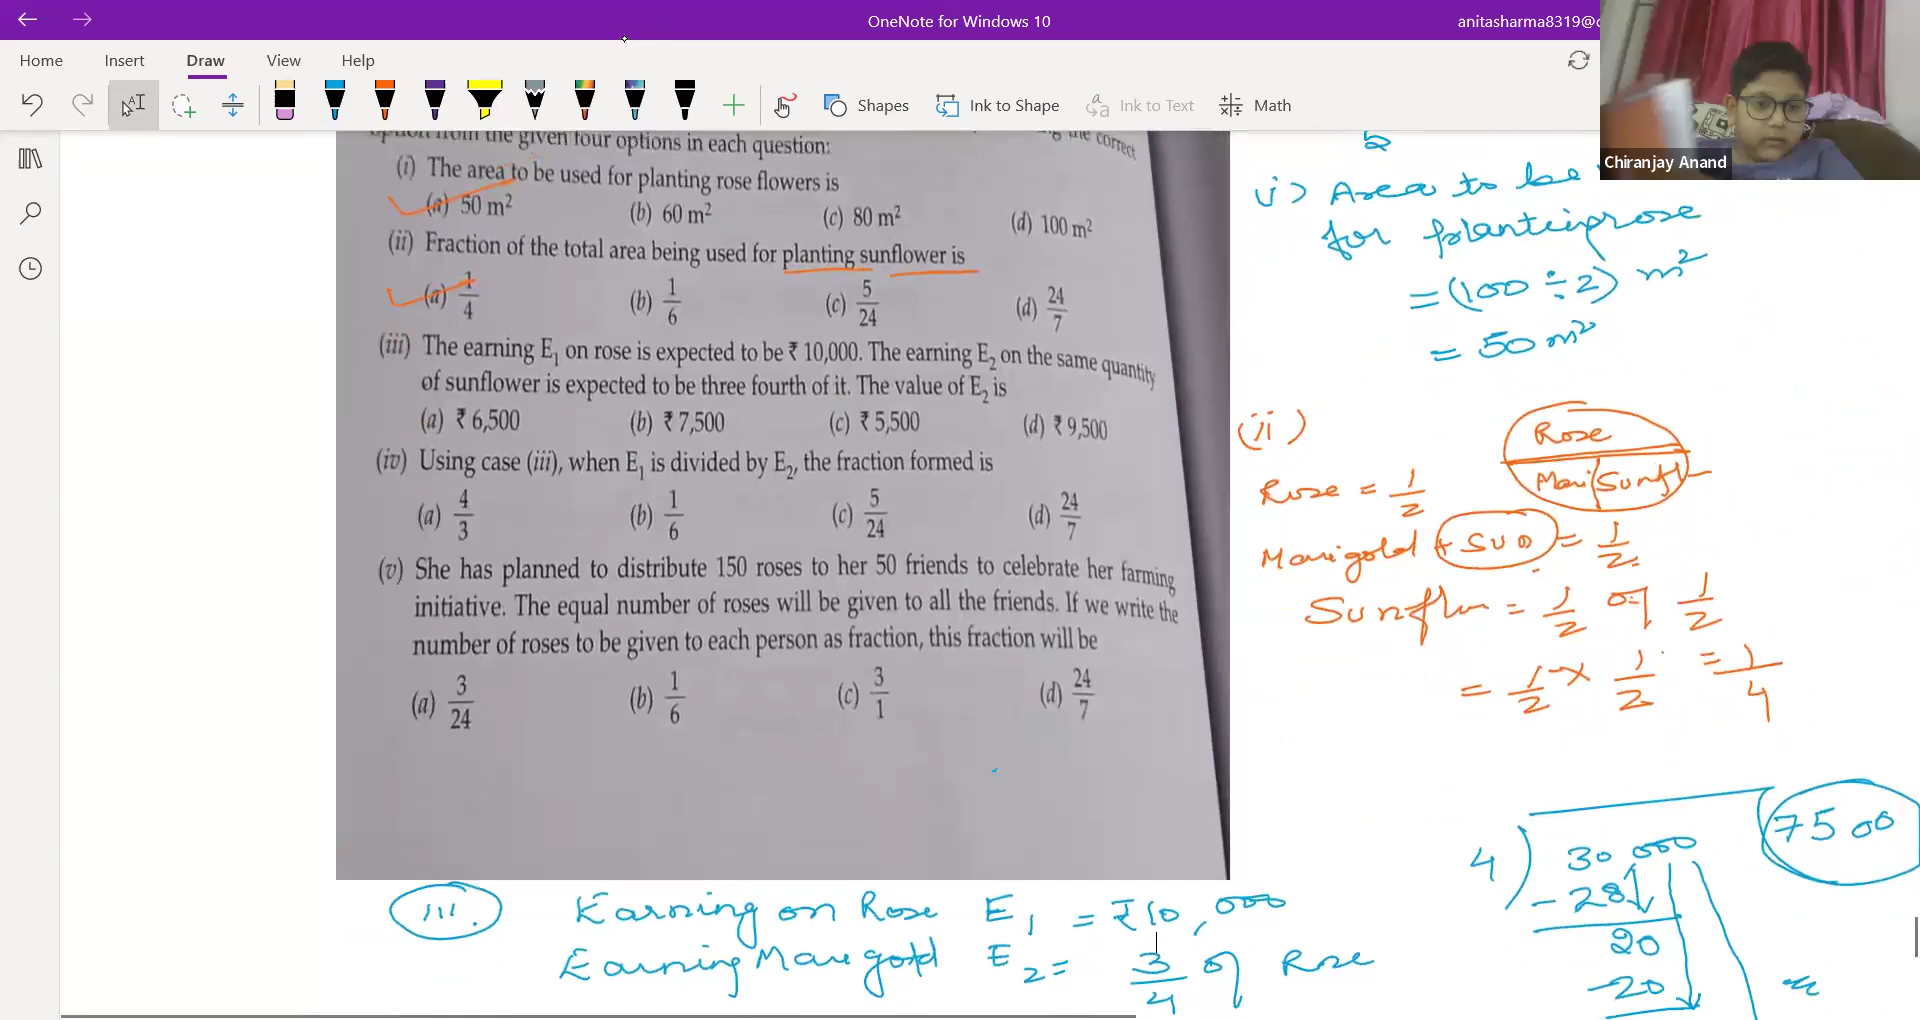 OneNote for Windows 10
anitasharma8319@
Home Insert Draw View Help
Shapes Ink to Shape Ink to Text Math
Chiranjay Anand
option from the given four options in each question:
the correct
(i) The area to be used for planting rose flowers is
(a) 50 m² (b) 60 m² (c) 80 m² (d) 100 m²
(ii) Fraction of the total area being used for planting sunflower is
(a) 1/4 (b) 1/6 (c) 5/24 (d) 24/7
(iii) The earning E₁ on rose is expected to be ₹ 10,000. The earning E₂ on the same quantity
of sunflower is expected to be three fourth of it. The value of E₂ is
(a) ₹ 6,500 (b) ₹ 7,500 (c) ₹ 5,500 (d) ₹ 9,500
(iv) Using case (iii), when E₁ is divided by E₂, the fraction formed is
(a) 4/3 (b) 1/6 (c) 5/24 (d) 24/7
(v) She has planned to distribute 150 roses to her 50 friends to celebrate her farming
initiative. The equal number of roses will be given to all the friends. If we write the
number of roses to be given to each person as fraction, this fraction will be
(a) 3/24 (b) 1/6 (c) 3/1 (d) 24/7
i) Area to be
for planting rose
= (100 ÷ 2) m²
= 50 m²
(ii)
Rose
Mari Sunfl
Rose = 1/2
Marigold + Sun = 1/2
Sunflo = 1/2 of 1/2
= 1/2 × 1/2 = 1/4
7500
4 ) 30000
- 28
20
- 20
iii. Earning on Rose E₁ = ₹10,000
Earning Marigold E₂ = 3/4 of Rose